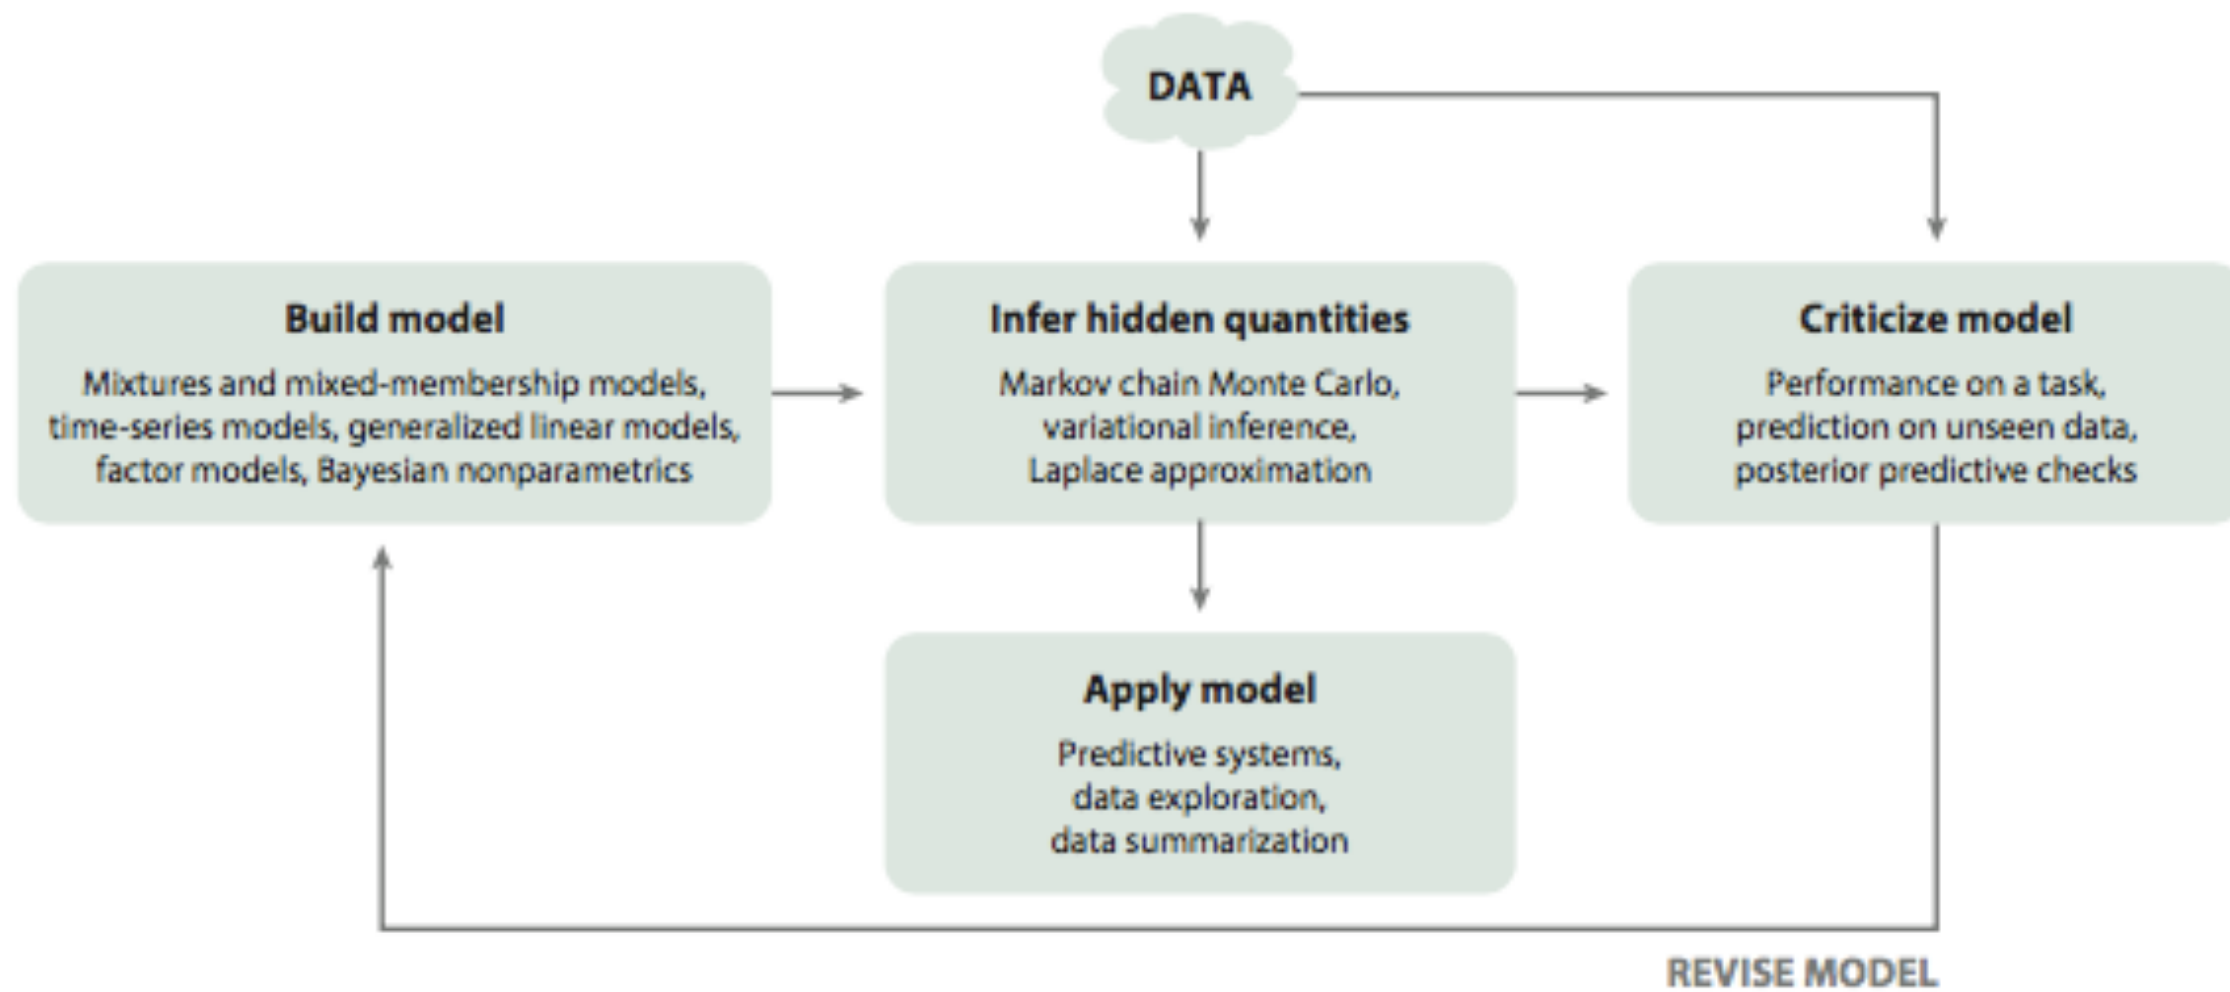 DATA
Build model
Mixtures and mixed-membership models,
time-series models, generalized linear models,
factor models, Bayesian nonparametrics
Infer hidden quantities
Markov chain Monte Carlo,
variational inference,
Laplace approximation
Criticize model
Performance on a task,
prediction on unseen data,
posterior predictive checks
Apply model
Predictive systems,
data exploration,
data summarization
REVISE MODEL